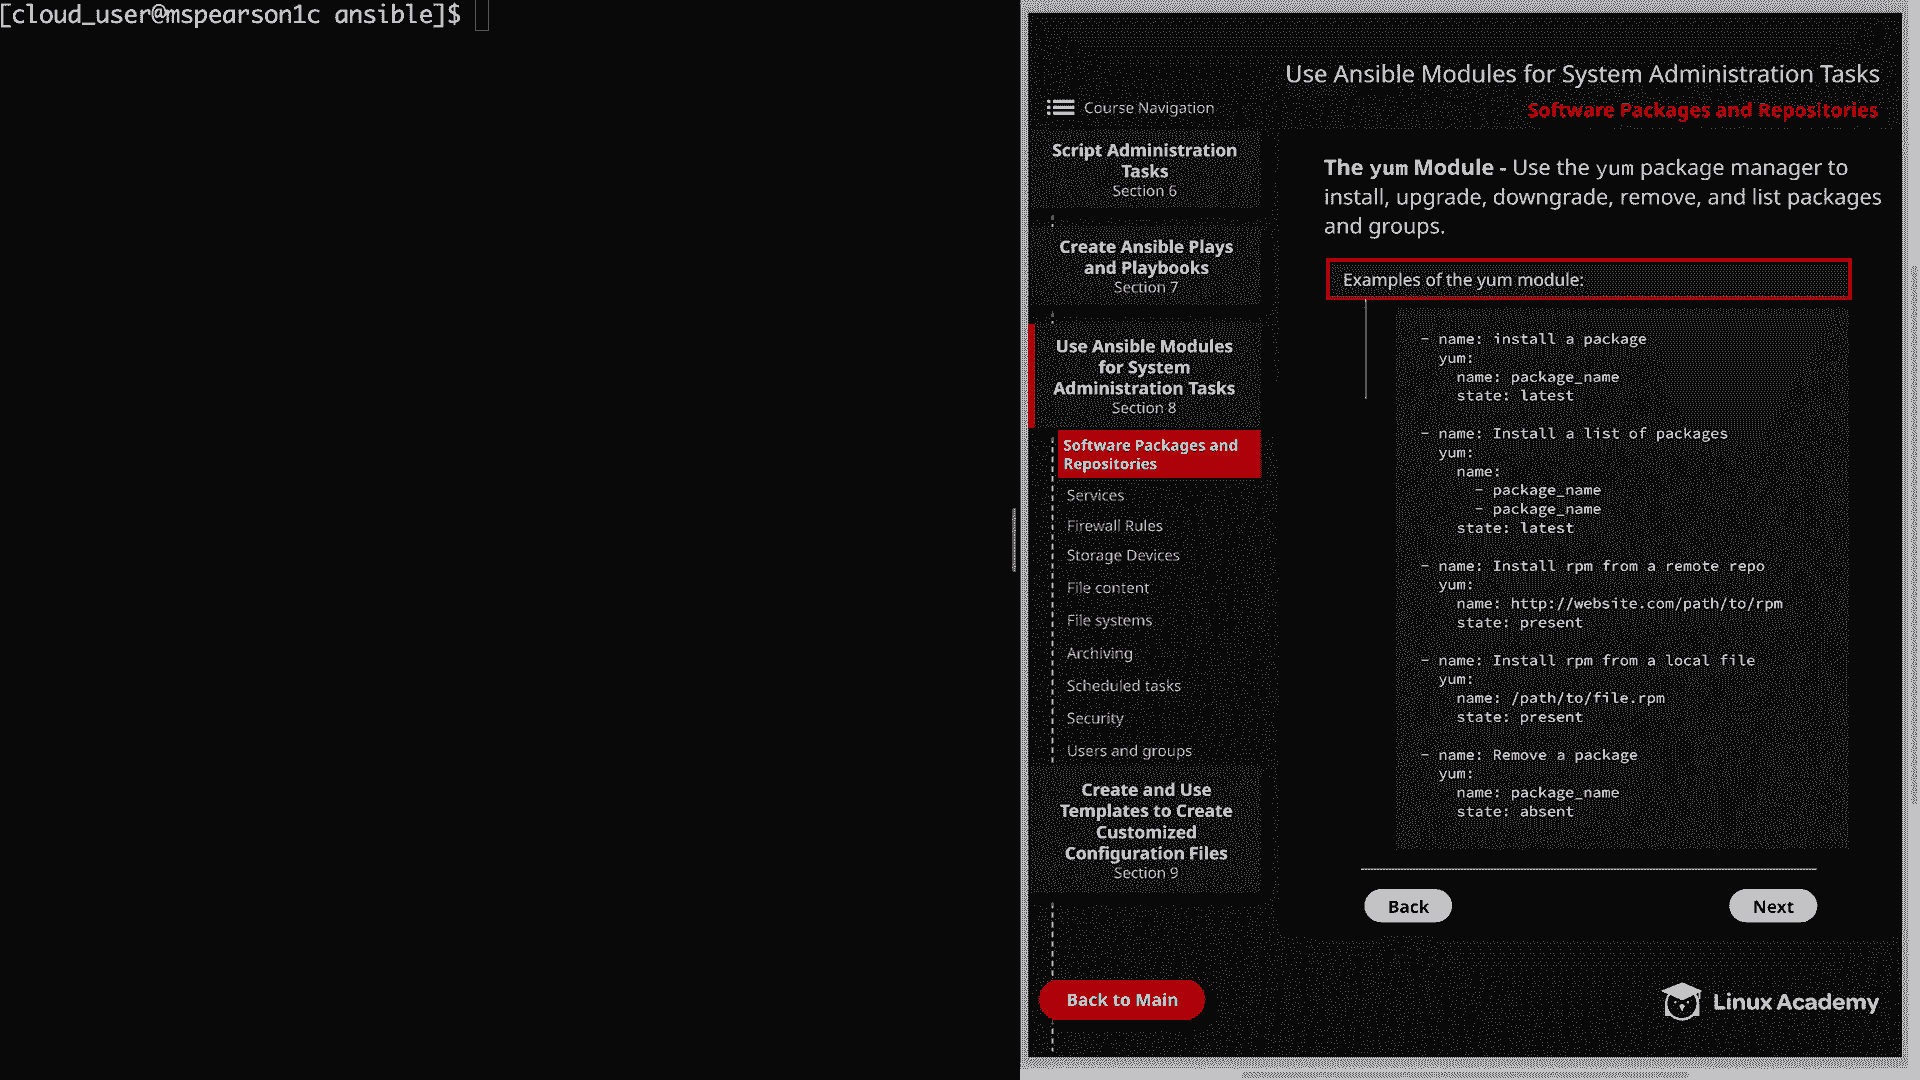 [cloud_user@mspearson1c ansible]$
Use Ansible Modules for System Administration Tasks
Software Packages and Repositories
Course Navigation
Script Administration
Tasks
Section 6
Create Ansible Plays
and Playbooks
Section 7
Use Ansible Modules
for System
Administration Tasks
Section 8
Software Packages and
Repositories
Services
Firewall Rules
Storage Devices
File content
File systems
Archiving
Scheduled tasks
Security
Users and groups
Create and Use
Templates to Create
Customized
Configuration Files
Section 9
Back to Main
The yum Module - Use the yum package manager to
install, upgrade, downgrade, remove, and list packages
and groups.
Examples of the yum module:
- name: install a package
  yum:
    name: package_name
    state: latest
- name: Install a list of packages
  yum:
    name:
      - package_name
      - package_name
    state: latest
- name: Install rpm from a remote repo
  yum:
    name: http://website.com/path/to/rpm
    state: present
- name: Install rpm from a local file
  yum:
    name: /path/to/file.rpm
    state: present
- name: Remove a package
  yum:
    name: package_name
    state: absent
Back
Next
Linux Academy